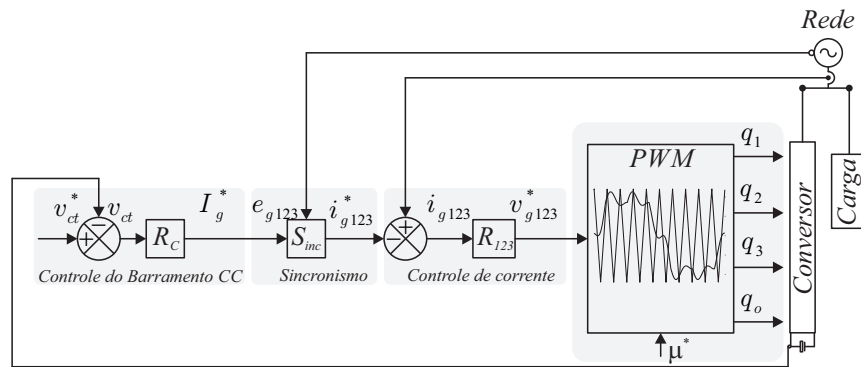 Rede
q1
PWM
q2
q3
qo
Conversor
Carga
v*ct
vct
I*g
eg123
i*g123
ig123
v*g123
RC
Sinc
R123
Controle do Barramento CC
Sincronismo
Controle de corrente
μ*